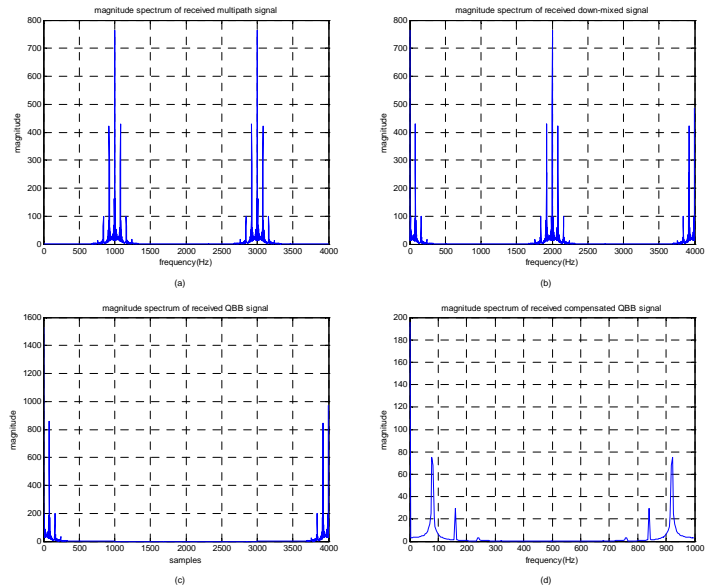 magnitude spectrum of received multipath signal
800
700
600
500
400
300
200
100
0
magnitude
0 500 1000 1500 2000 2500 3000 3500 4000
frequency(Hz)
(a)
magnitude spectrum of received down-mixed signal
800
700
600
500
400
300
200
100
0
magnitude
0 500 1000 1500 2000 2500 3000 3500 4000
frequency(Hz)
(b)
magnitude spectrum of received QBB signal
1600
1400
1200
1000
800
600
400
200
0
magnitude
0 500 1000 1500 2000 2500 3000 3500 4000
samples
(c)
magnitude spectrum of received compensated QBB signal
200
180
160
140
120
100
80
60
40
20
0
magnitude
0 100 200 300 400 500 600 700 800 900 1000
frequency(Hz)
(d)